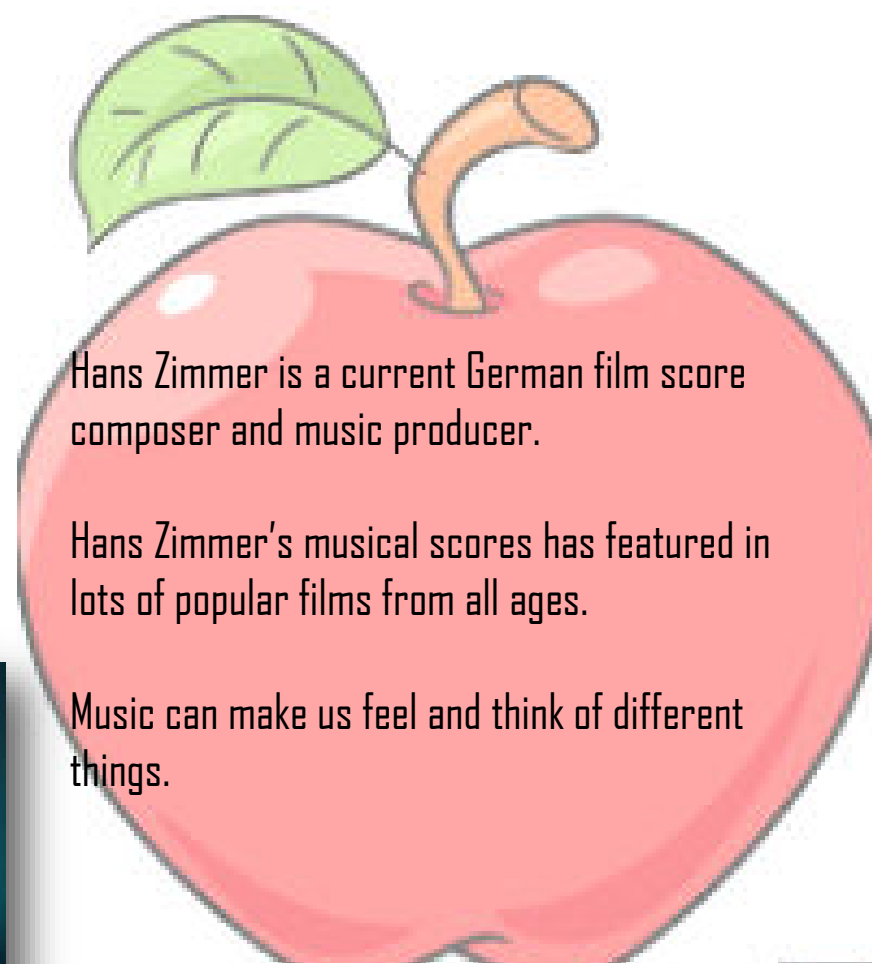 Hans Zimmer is a current German film score
composer and music producer.
Hans Zimmer’s musical scores has featured in
lots of popular films from all ages.
Music can make us feel and think of different
things.